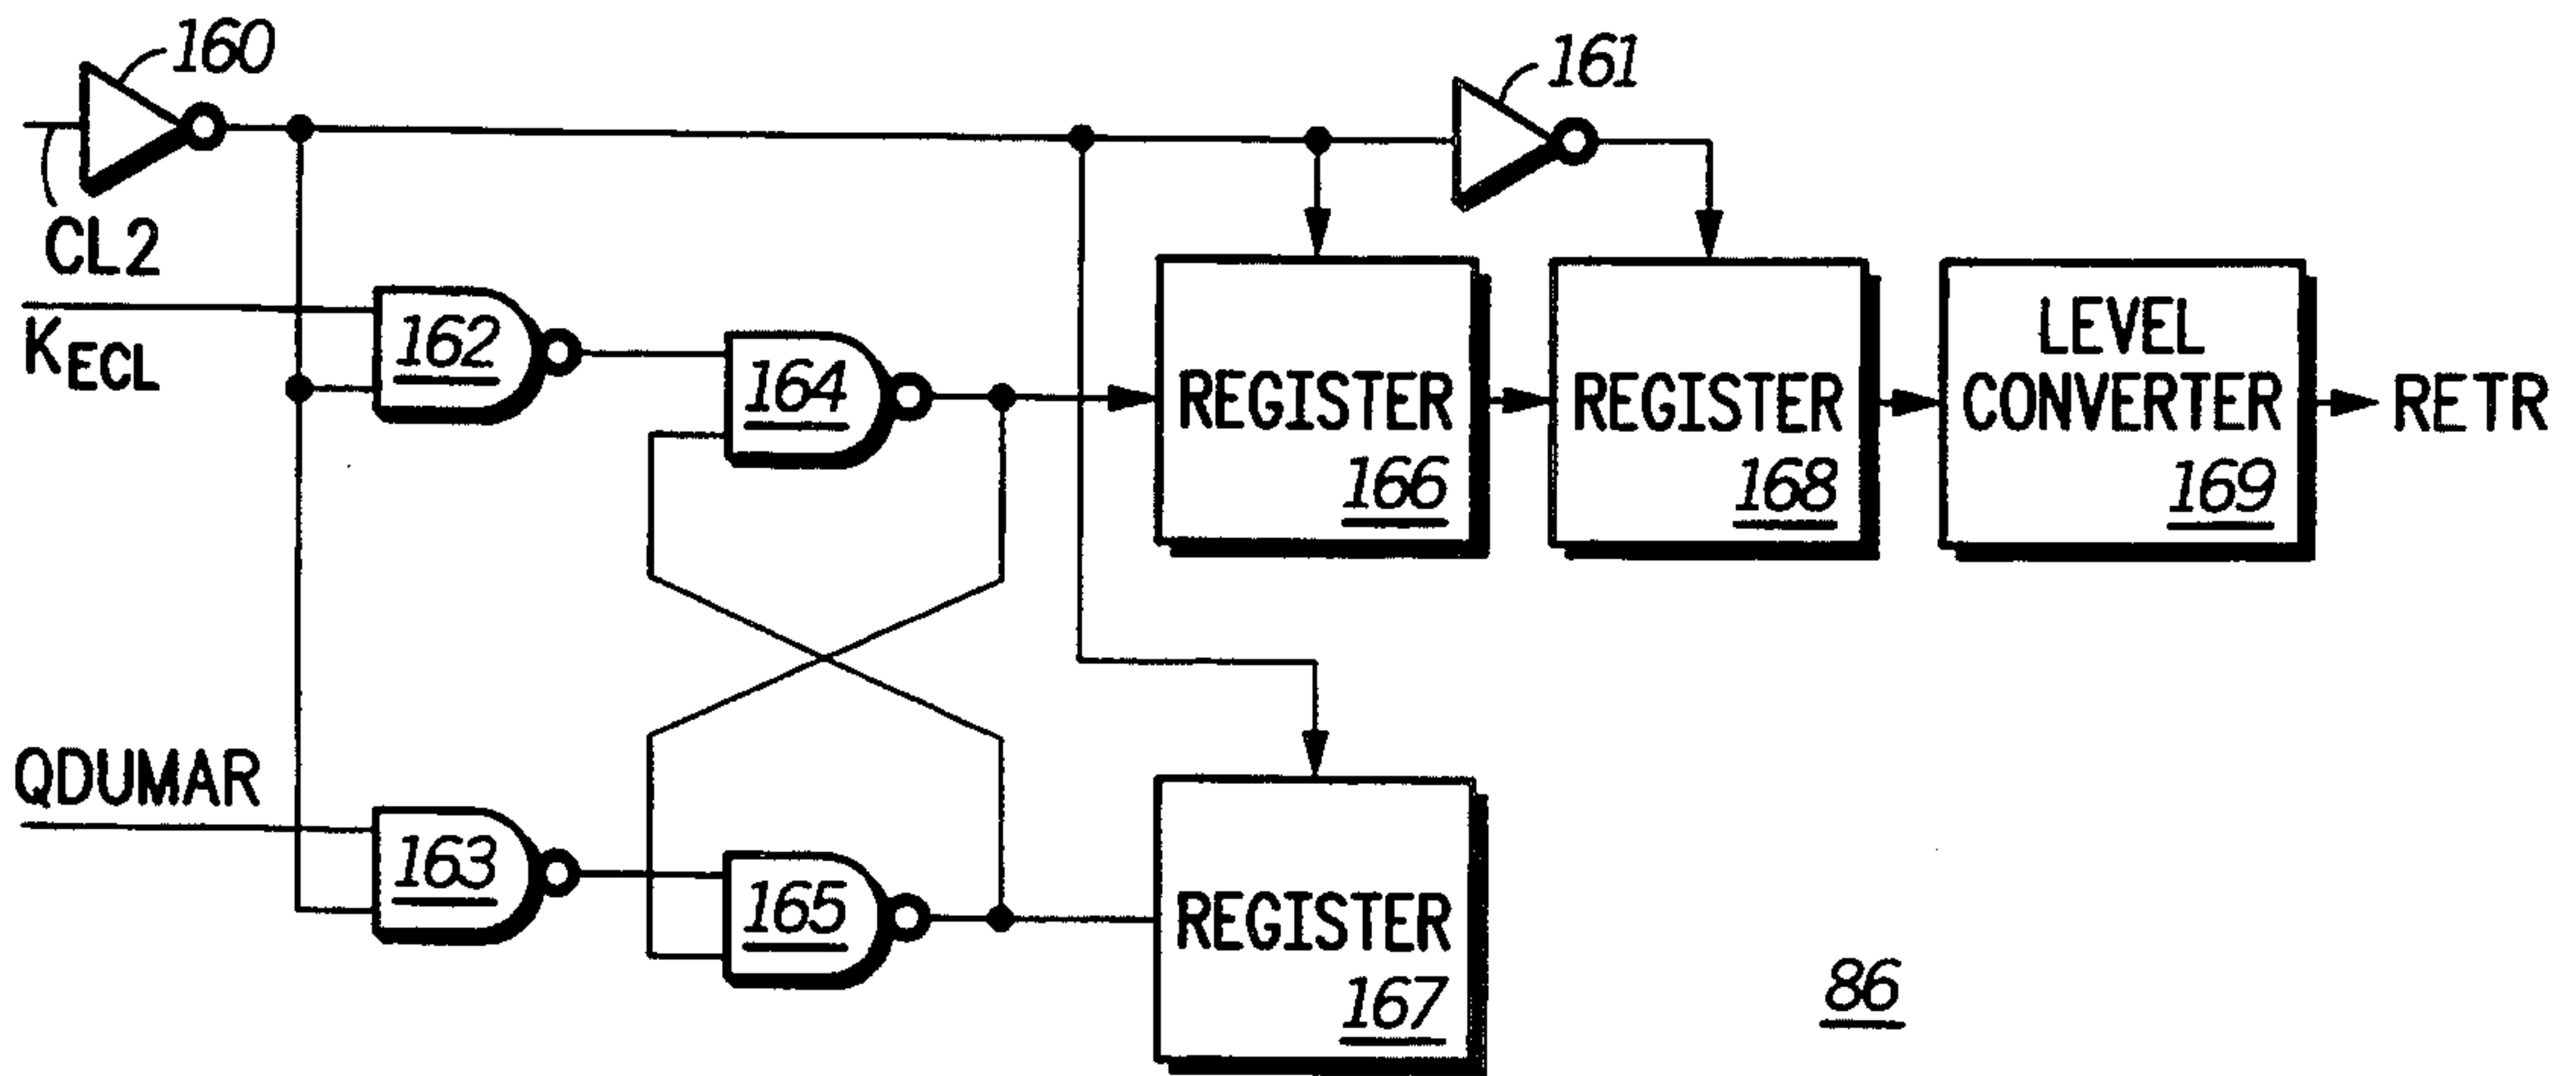 160
161
CL2
KECL
162
164
REGISTER
166
REGISTER
168
LEVEL
CONVERTER
169
RETR
QDUMAR
163
165
REGISTER
167
86